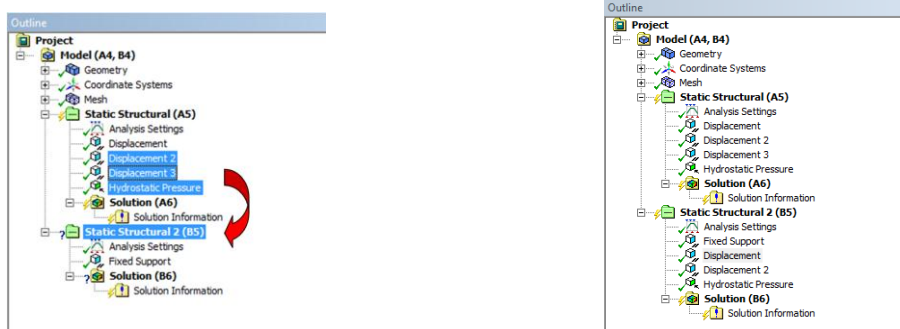 Outline
Project
Model (A4, B4)
Geometry
Coordinate Systems
Mesh
Static Structural (A5)
Analysis Settings
Displacement
Displacement 2
Displacement 3
Hydrostatic Pressure
Solution (A6)
Solution Information
Static Structural 2 (B5)
Analysis Settings
Fixed Support
Solution (B6)
Solution Information
Outline
Project
Model (A4, B4)
Geometry
Coordinate Systems
Mesh
Static Structural (A5)
Analysis Settings
Displacement
Displacement 2
Displacement 3
Hydrostatic Pressure
Solution (A6)
Solution Information
Static Structural 2 (B5)
Analysis Settings
Fixed Support
Displacement
Displacement 2
Hydrostatic Pressure
Solution (B6)
Solution Information